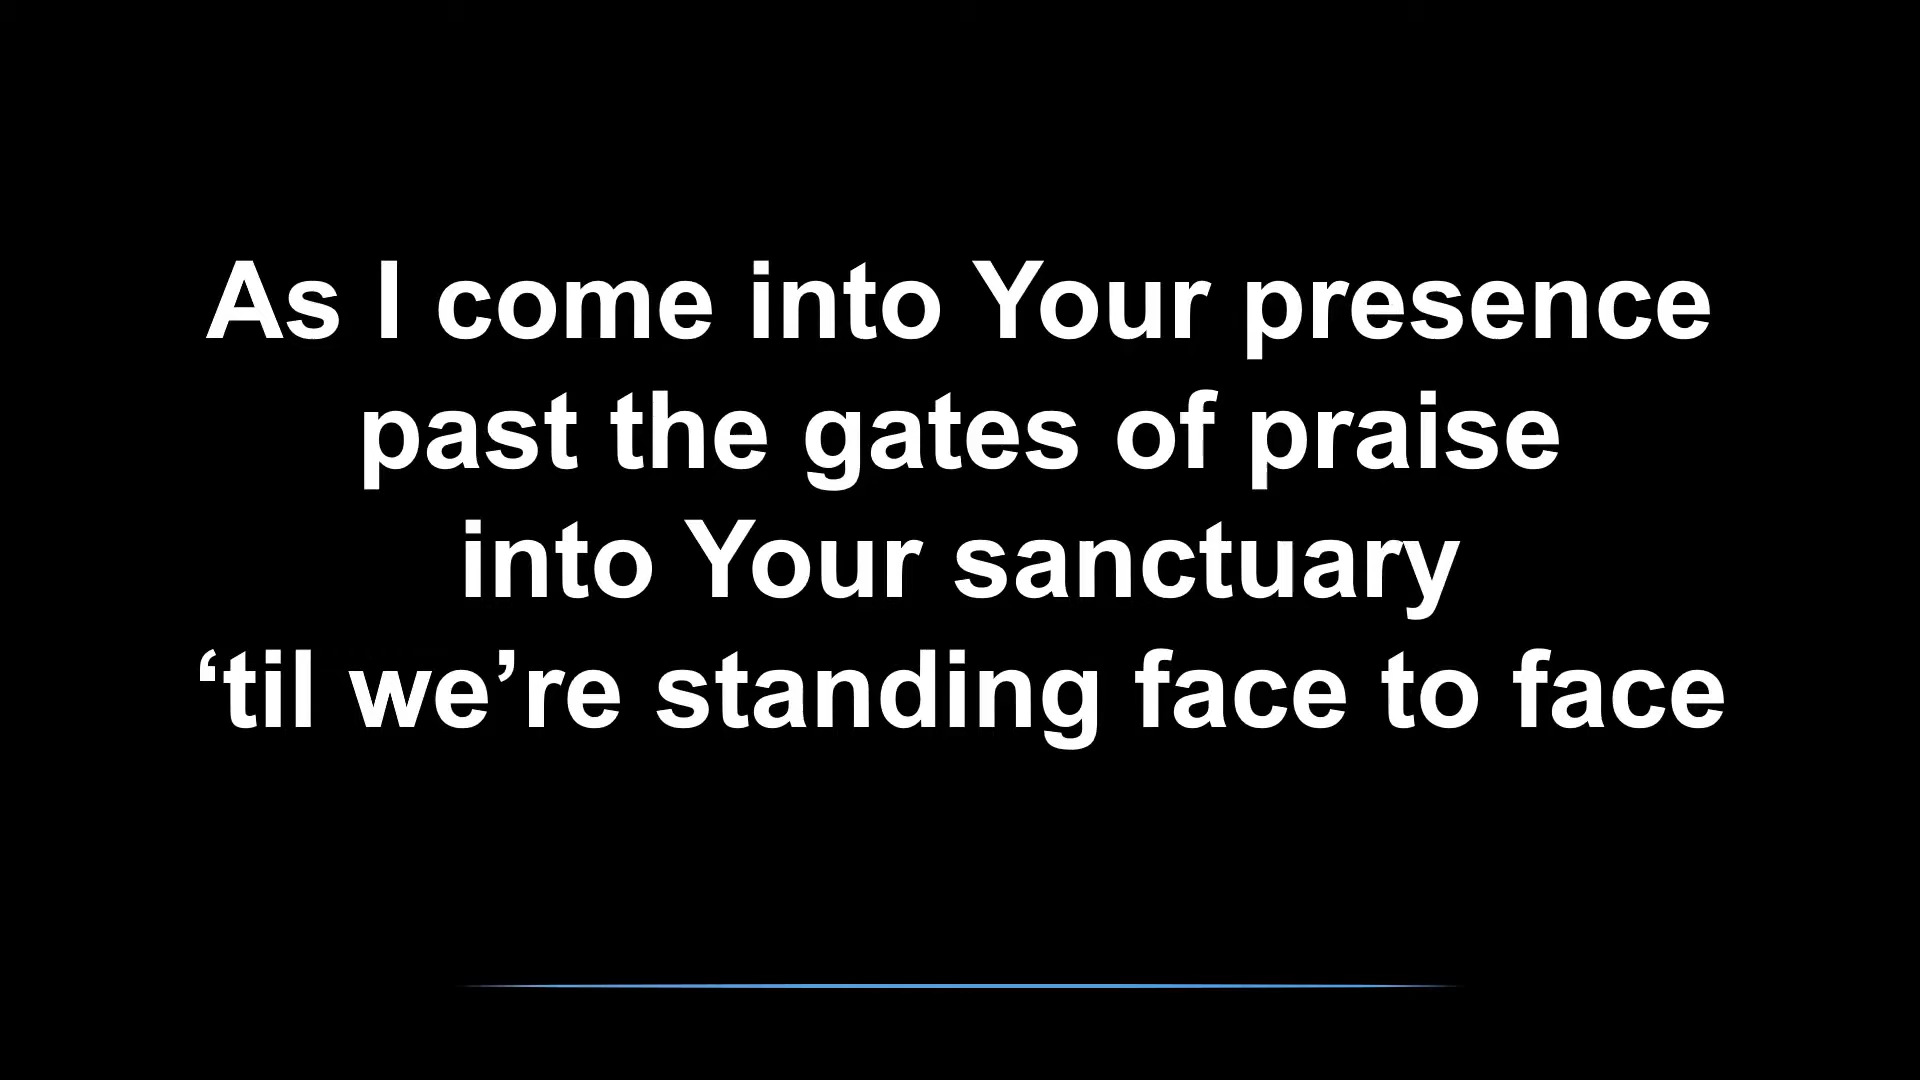 As I come into Your presence
past the gates of praise
into Your sanctuary
‘til we’re standing face to face